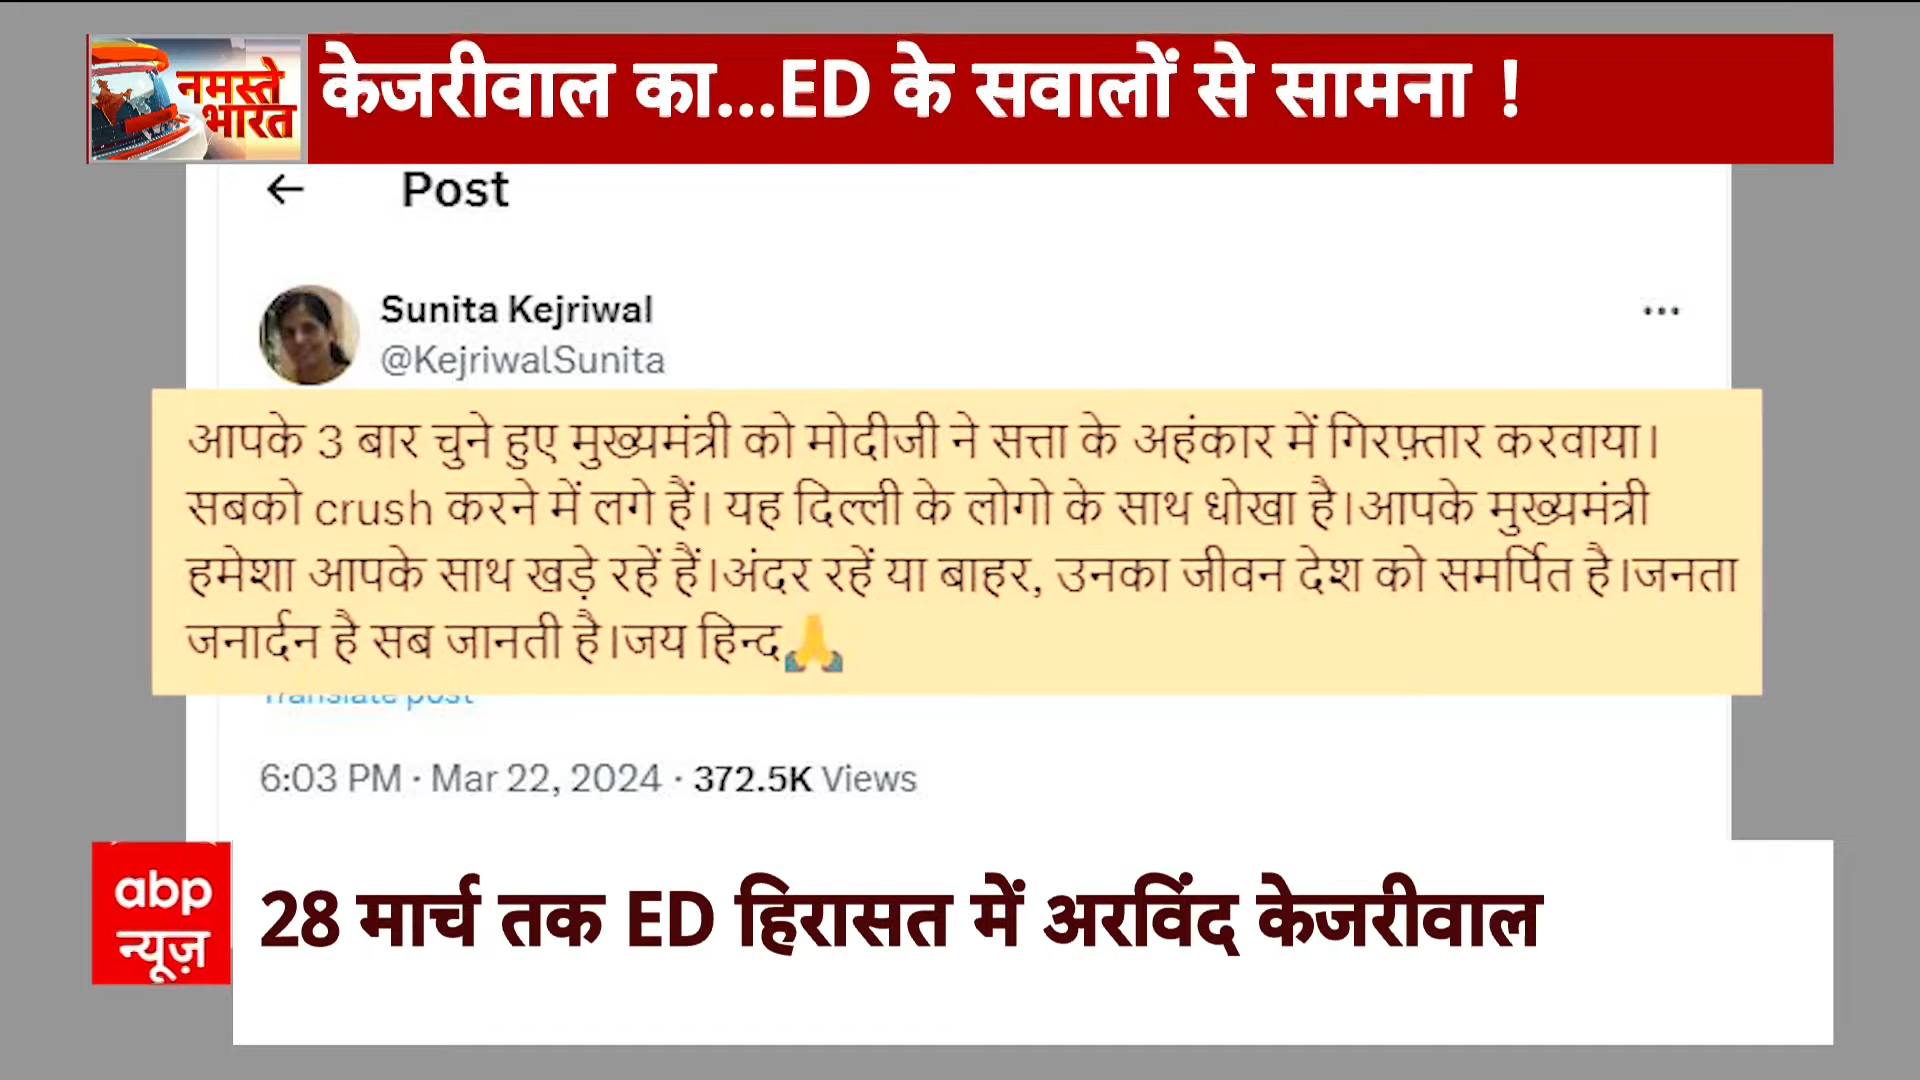 नमस्ते
भारत
केजरीवाल का...ED के सवालों से सामना !
← Post
Sunita Kejriwal
@KejriwalSunita
आपके 3 बार चुने हुए मुख्यमंत्री को मोदीजी ने सत्ता के अहंकार में गिरफ़्तार करवाया।
सबको crush करने में लगे हैं। यह दिल्ली के लोगो के साथ धोखा है।आपके मुख्यमंत्री
हमेशा आपके साथ खड़े रहें हैं।अंदर रहें या बाहर, उनका जीवन देश को समर्पित है।जनता
जनार्दन है सब जानती है।जय हिन्द🙏
Translate post
6:03 PM · Mar 22, 2024 · 372.5K Views
abp
न्यूज़
28 मार्च तक ED हिरासत में अरविंद केजरीवाल